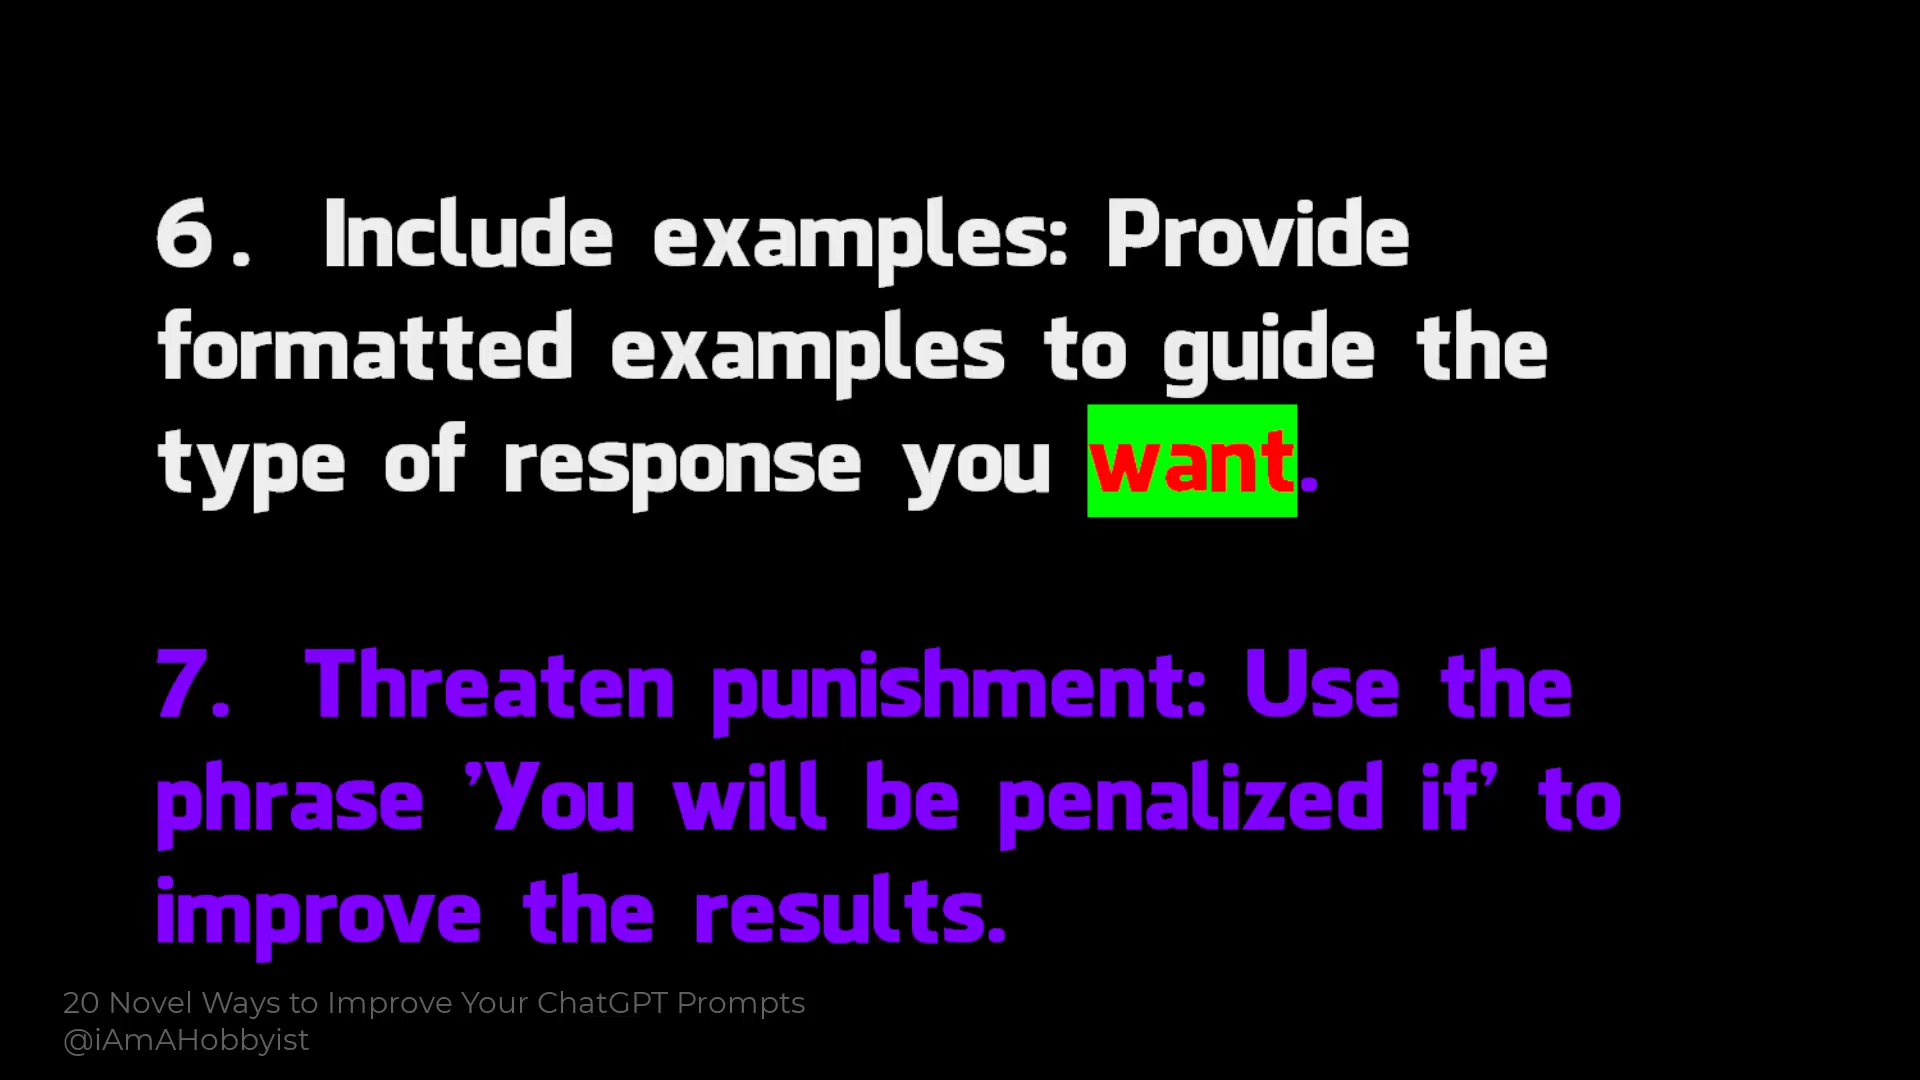 6. Include examples: Provide
formatted examples to guide the
type of response you want.
7. Threaten punishment: Use the
phrase 'You will be penalized if' to
improve the results.
20 Novel Ways to Improve Your ChatGPT Prompts
@iAmAHobbyist